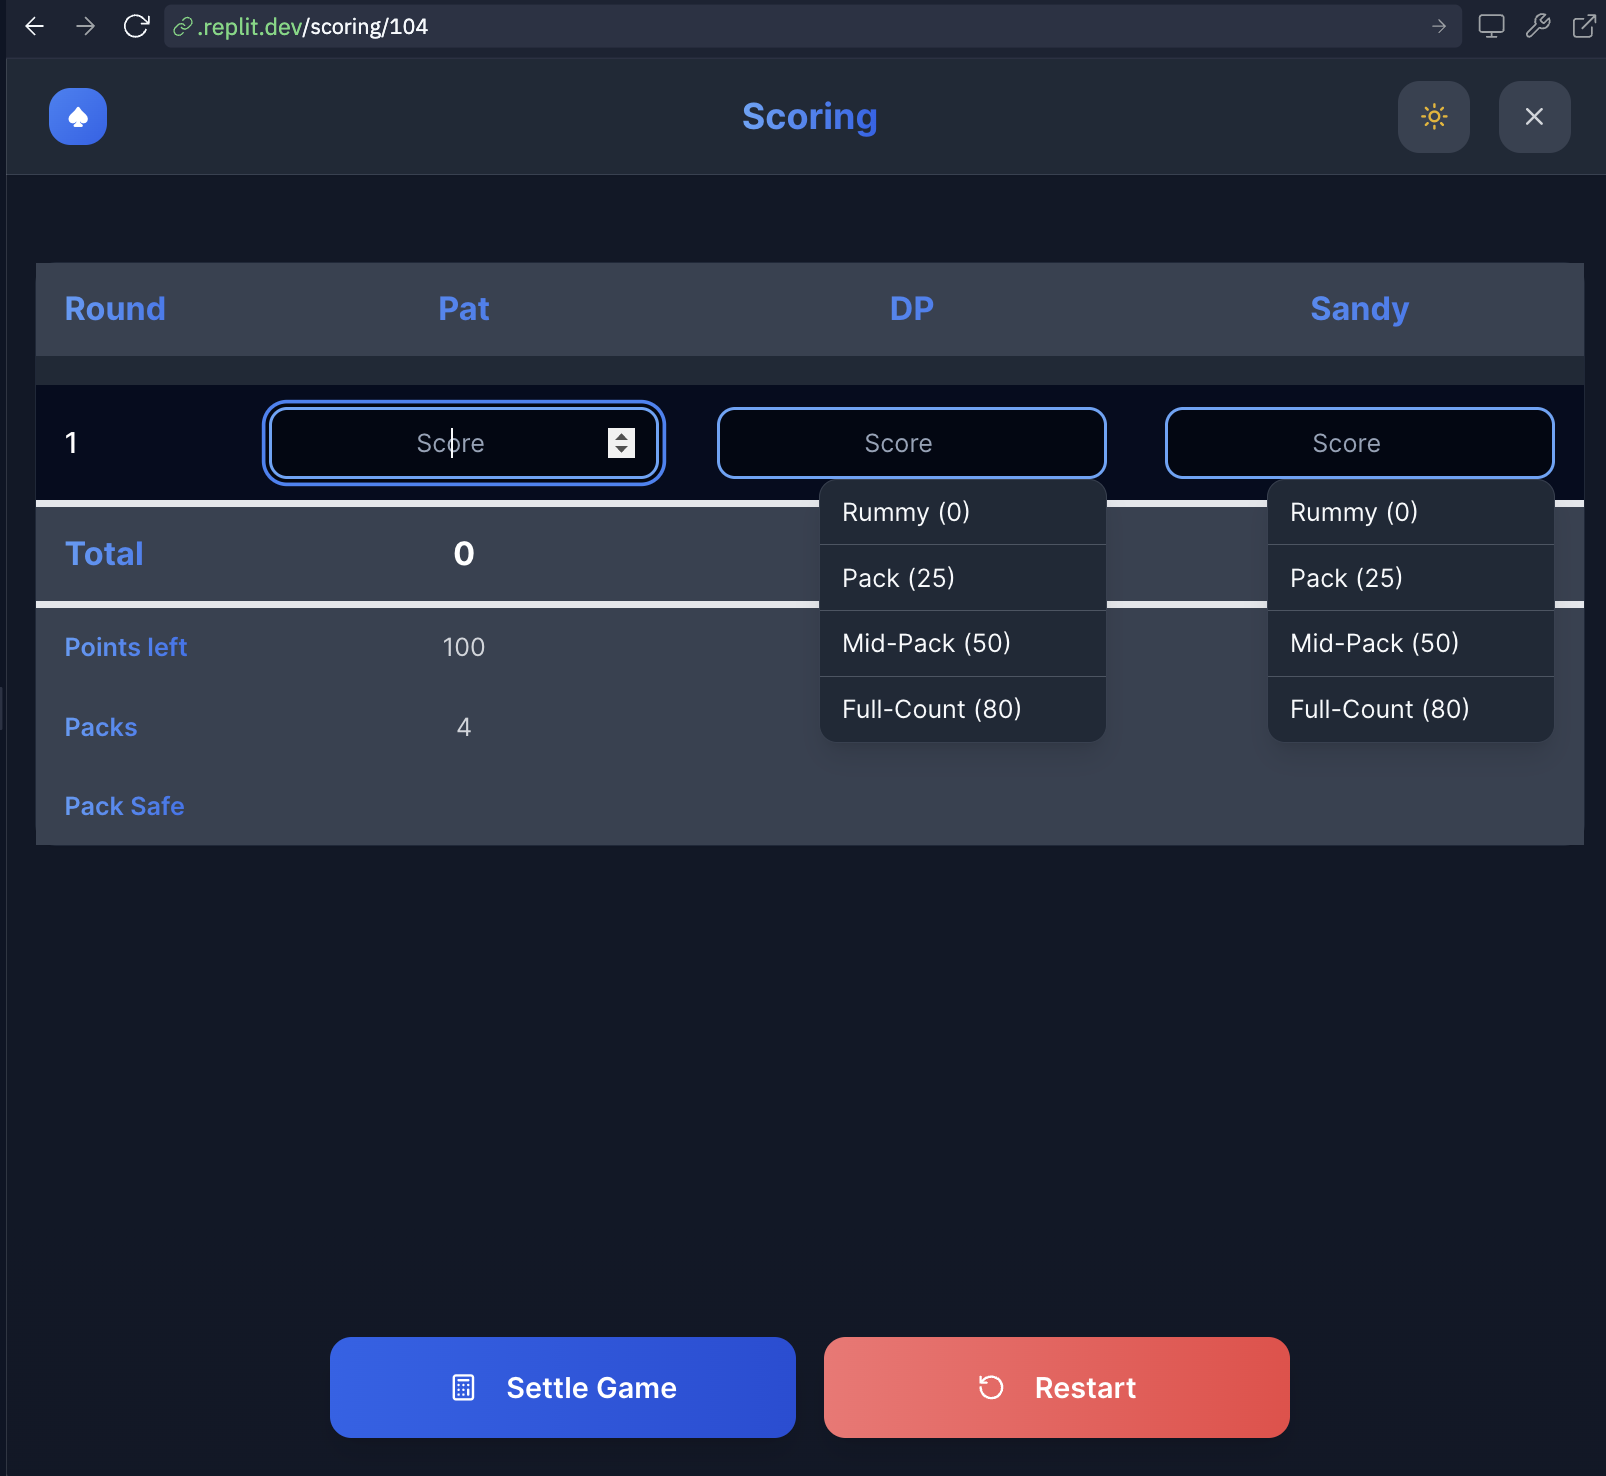 .replit.dev/scoring/104
Scoring
Round Pat DP Sandy
1 Score Score Score
Rummy (0) Rummy (0)
Total 0
Pack (25) Pack (25)
Points left 100
Mid-Pack (50) Mid-Pack (50)
Packs 4
Full-Count (80) Full-Count (80)
Pack Safe
Settle Game Restart